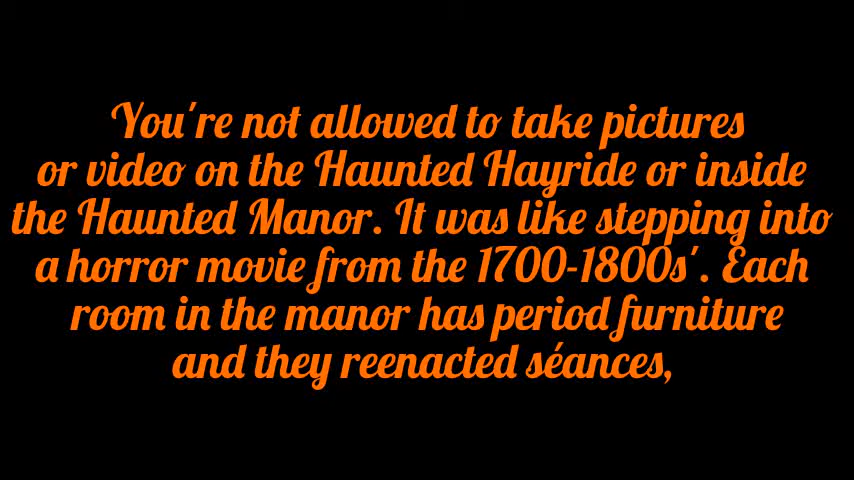 You're not allowed to take pictures
or video on the Haunted Hayride or inside
the Haunted Manor. It was like stepping into
a horror movie from the 1700-1800s'. Each
room in the manor has period furniture
and they reenacted séances,